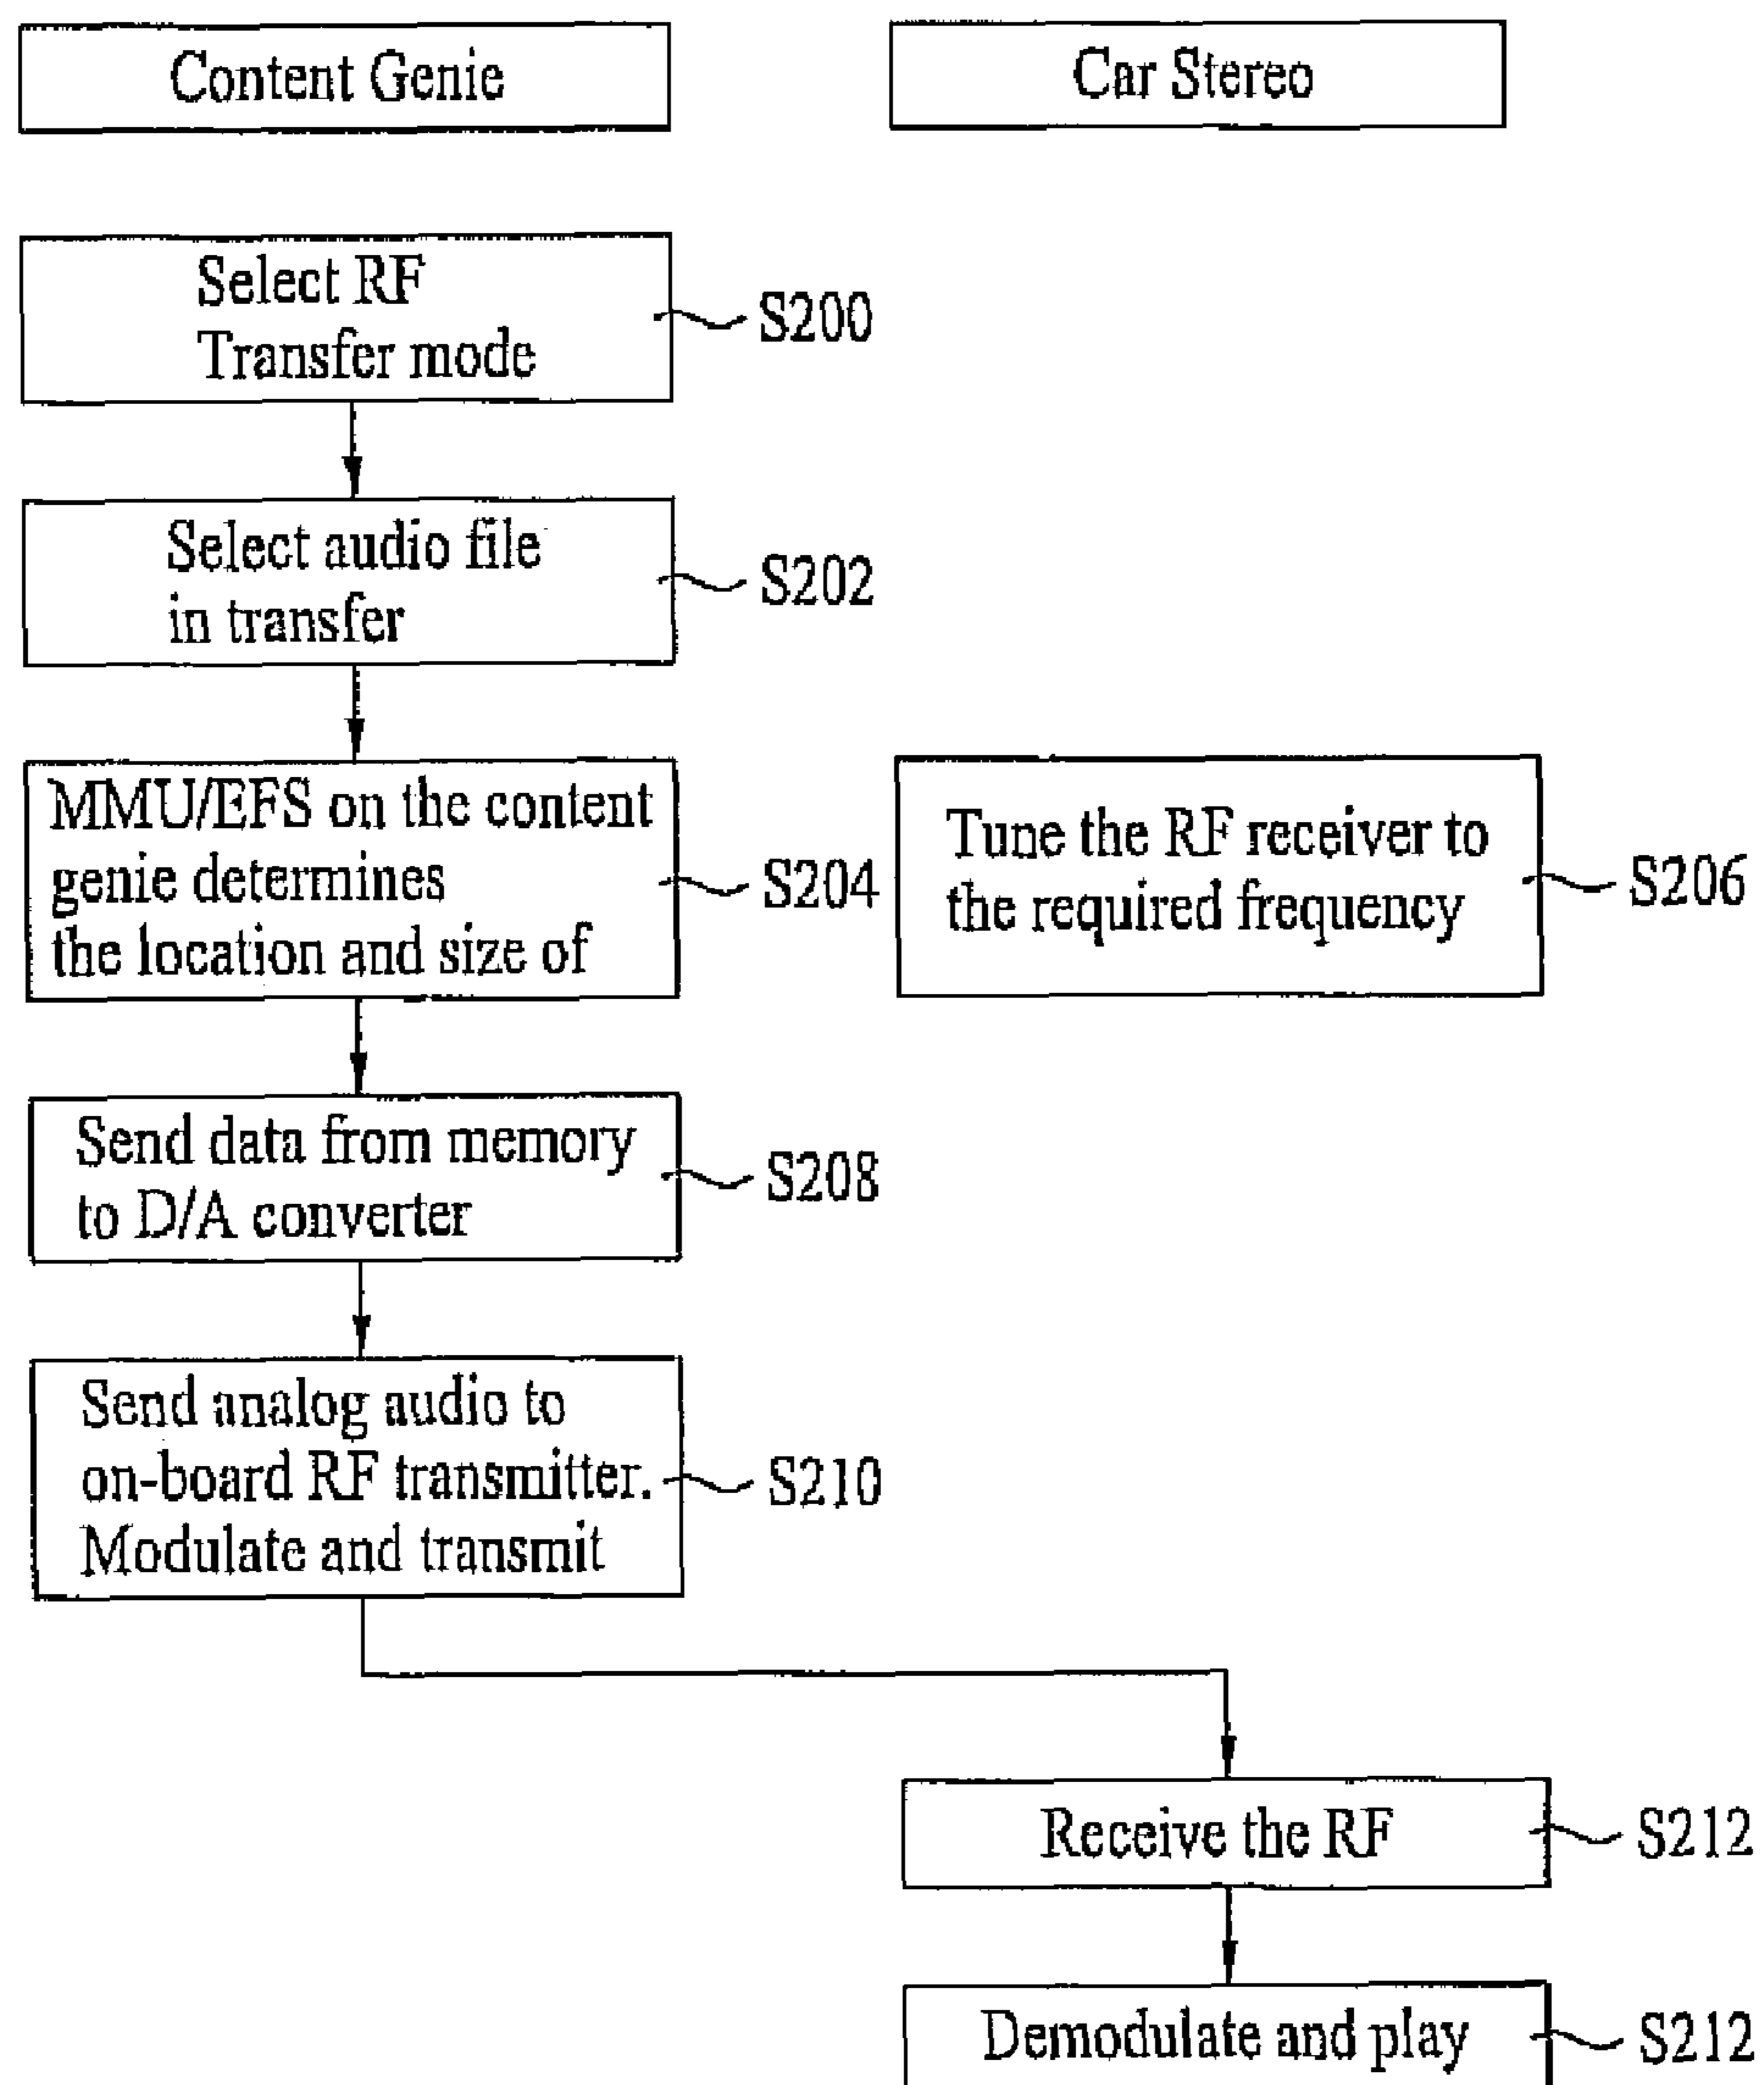 Content Genie
Car Stereo
Select RF
Transfer mode
S200
Select audio file
in transfer
S202
MMU/EFS on the content
genie determines
the location and size of
S204
Tune the RF receiver to
the required frequency
S206
Send data from memory
to D/A converter
S208
Send analog audio to
on-board RF transmitter.
Modulate and transmit
S210
Receive the RF
S212
Demodulate and play
S212